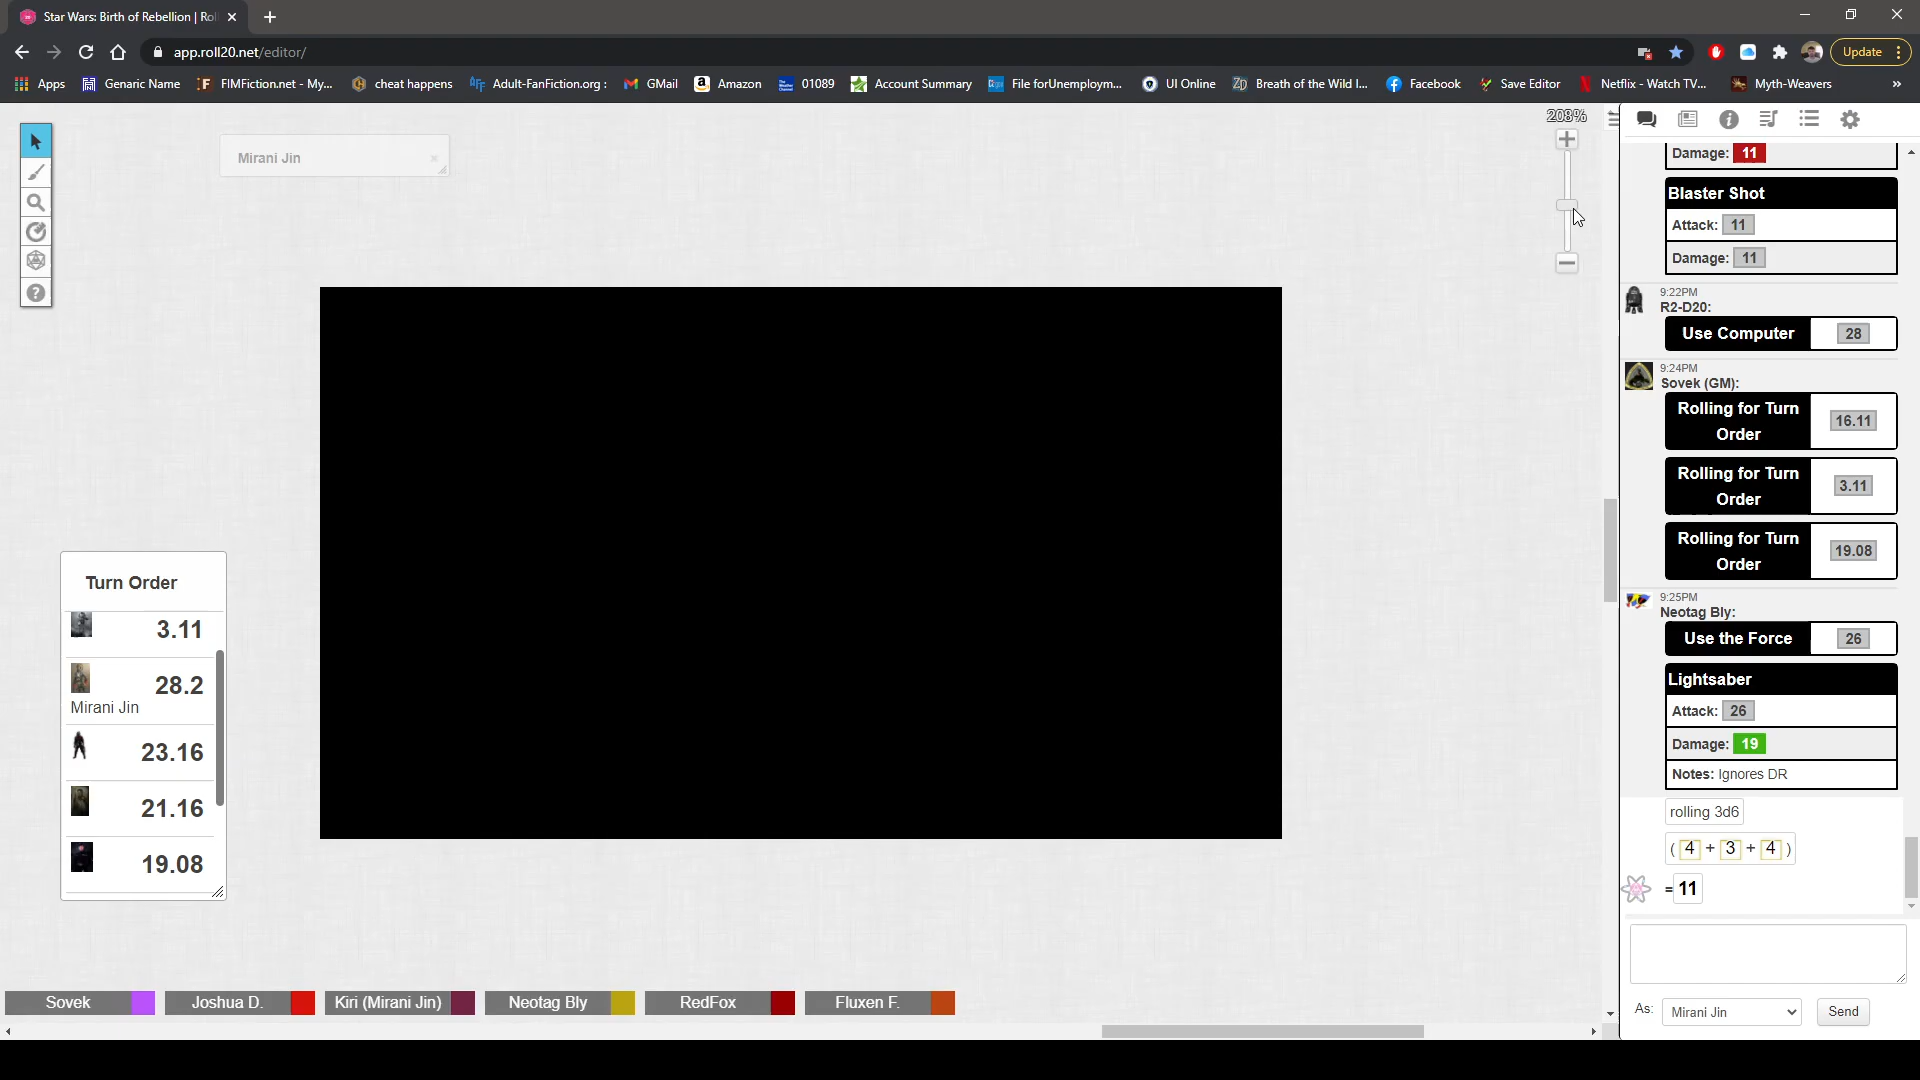 Star Wars: Birth of Rebellion | Rol
app.roll20.net/editor/
Update
Apps
Genaric Name
FIMFiction.net - My...
cheat happens
Adult-FanFiction.org :
GMail
Amazon
01089
Account Summary
File forUnemploym...
UI Online
Breath of the Wild I...
Facebook
Save Editor
Netflix - Watch TV...
Myth-Weavers
»
208%
Mirani Jin
Turn Order
3.11
28.2
Mirani Jin
23.16
21.16
19.08
Sovek
Joshua D.
Kiri (Mirani Jin)
Neotag Bly
RedFox
Fluxen F.
Damage: 11
Blaster Shot
Attack: 11
Damage: 11
9:22PM
R2-D20:
Use Computer 28
9:24PM
Sovek (GM):
Rolling for Turn
Order
16.11
Rolling for Turn
Order
3.11
Rolling for Turn
Order
19.08
9:25PM
Neotag Bly:
Use the Force 26
Lightsaber
Attack: 26
Damage: 19
Notes: Ignores DR
rolling 3d6
( 4 + 3 + 4 )
= 11
As: Mirani Jin
Send